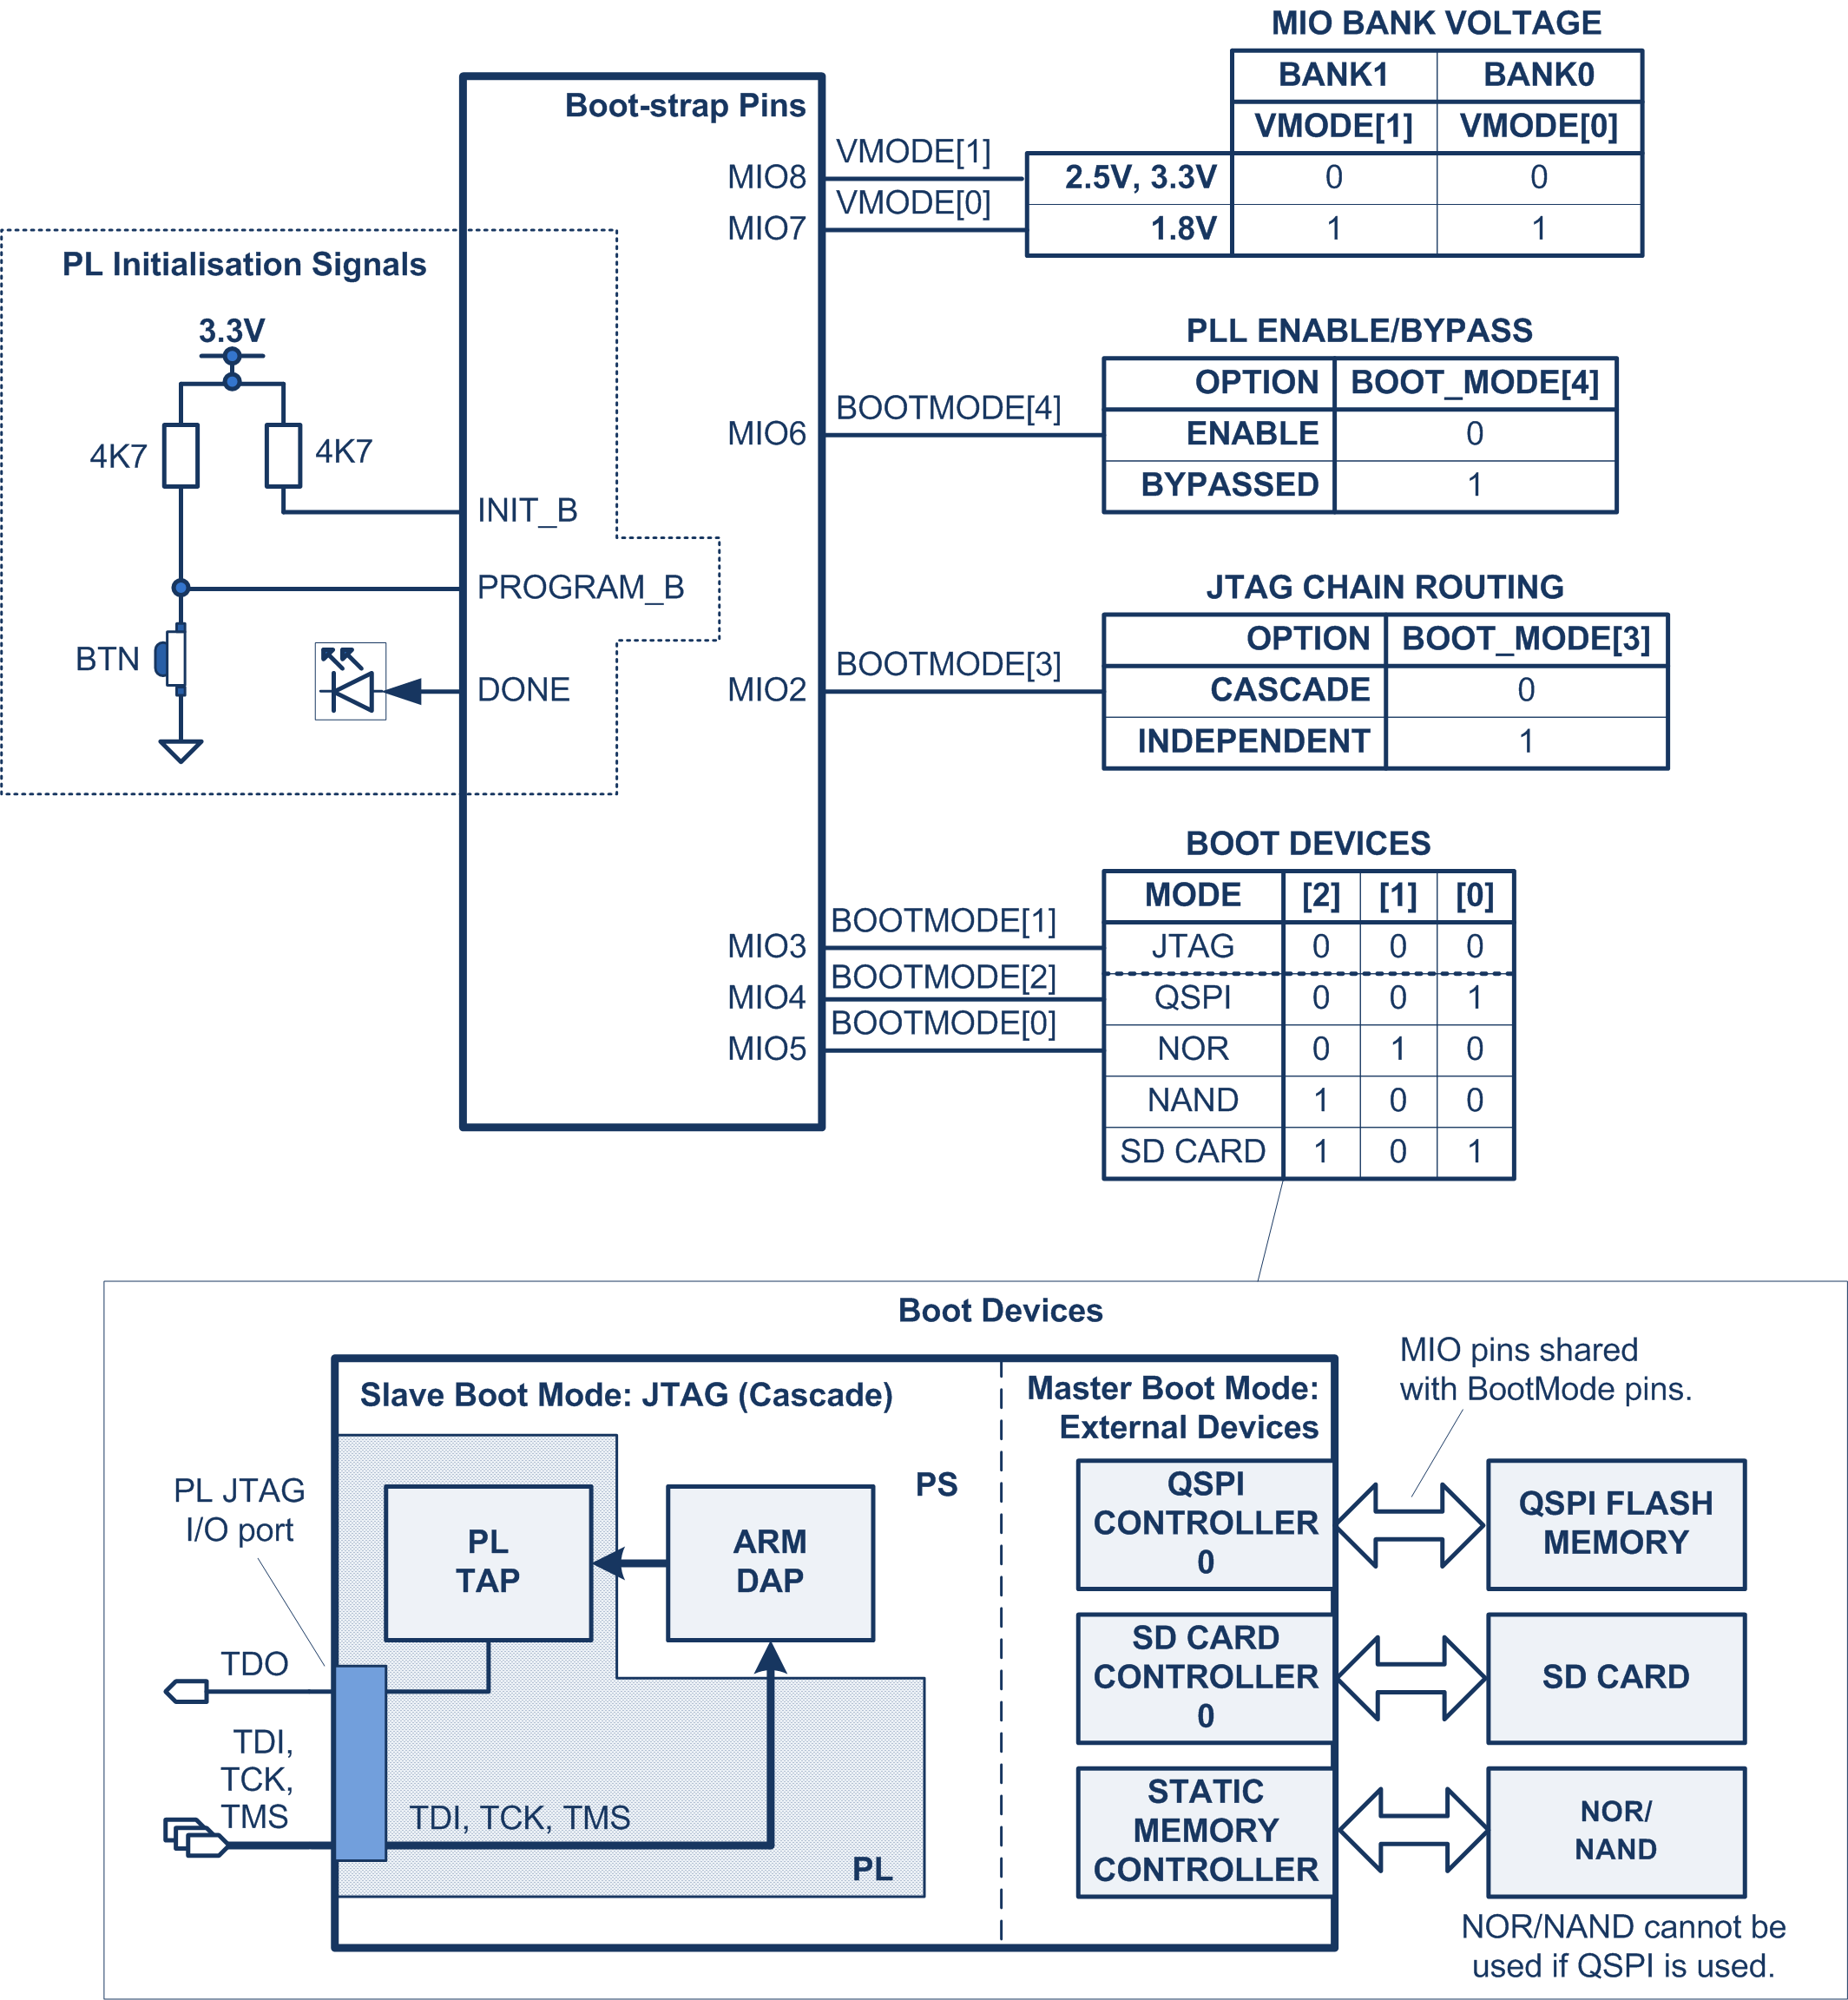 MIO BANK VOLTAGE
BANK1 BANK0
VMODE[1] VMODE[0]
2.5V, 3.3V 0 0
1.8V 1 1
Boot-strap Pins
MIO8 VMODE[1]
MIO7 VMODE[0]
PL Initialisation Signals
3.3V
4K7 4K7
INIT_B
PROGRAM_B
BTN
DONE
PLL ENABLE/BYPASS
MIO6 BOOTMODE[4]
OPTION BOOT_MODE[4]
ENABLE 0
BYPASSED 1
JTAG CHAIN ROUTING
MIO2 BOOTMODE[3]
OPTION BOOT_MODE[3]
CASCADE 0
INDEPENDENT 1
BOOT DEVICES
MIO3 BOOTMODE[1]
MIO4 BOOTMODE[2]
MIO5 BOOTMODE[0]
MODE [2] [1] [0]
JTAG 0 0 0
QSPI 0 0 1
NOR 0 1 0
NAND 1 0 0
SD CARD 1 0 1
Boot Devices
Slave Boot Mode: JTAG (Cascade)
Master Boot Mode:
External Devices
MIO pins shared
with BootMode pins.
PS
PL JTAG
I/O port
PL
TAP
ARM
DAP
QSPI
CONTROLLER
0
QSPI FLASH
MEMORY
TDO
SD CARD
CONTROLLER
0
SD CARD
TDI,
TCK,
TMS
TDI, TCK, TMS
PL
STATIC
MEMORY
CONTROLLER
NOR/
NAND
NOR/NAND cannot be
used if QSPI is used.